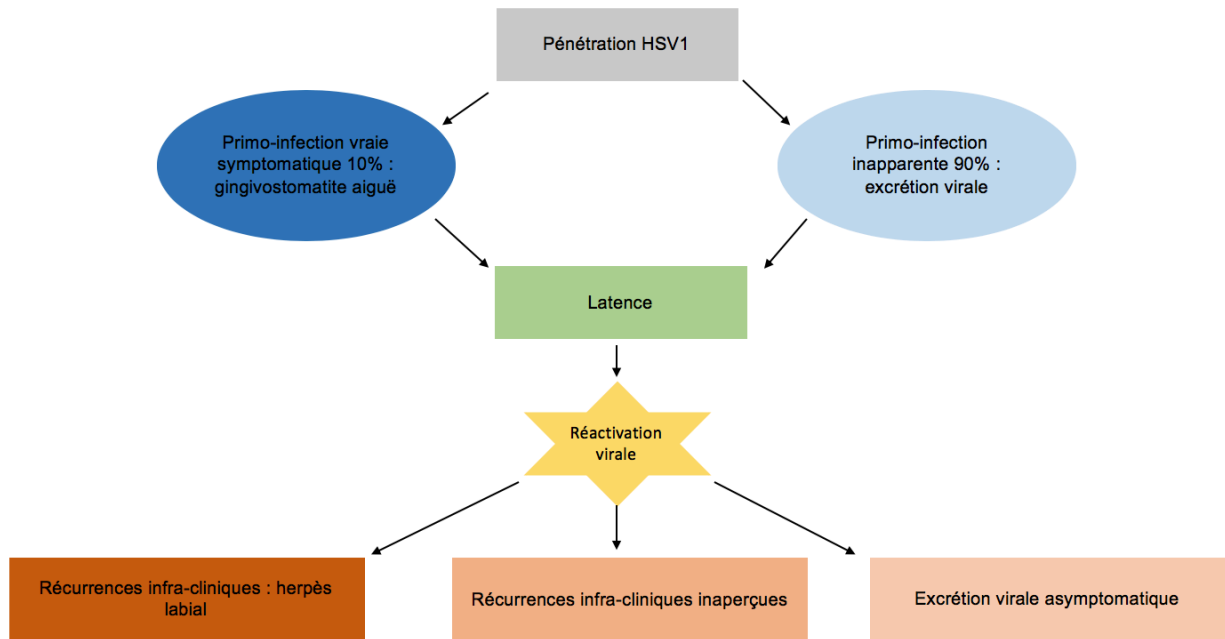 Pénétration HSV1
Primo-infection vraie
symptomatique 10% :
gingivostomatite aiguë
Primo-infection
inapparente 90% :
excrétion virale
Latence
Réactivation
virale
Récurrences infra-cliniques : herpès
labial
Récurrences infra-cliniques inaperçues
Excrétion virale asymptomatique